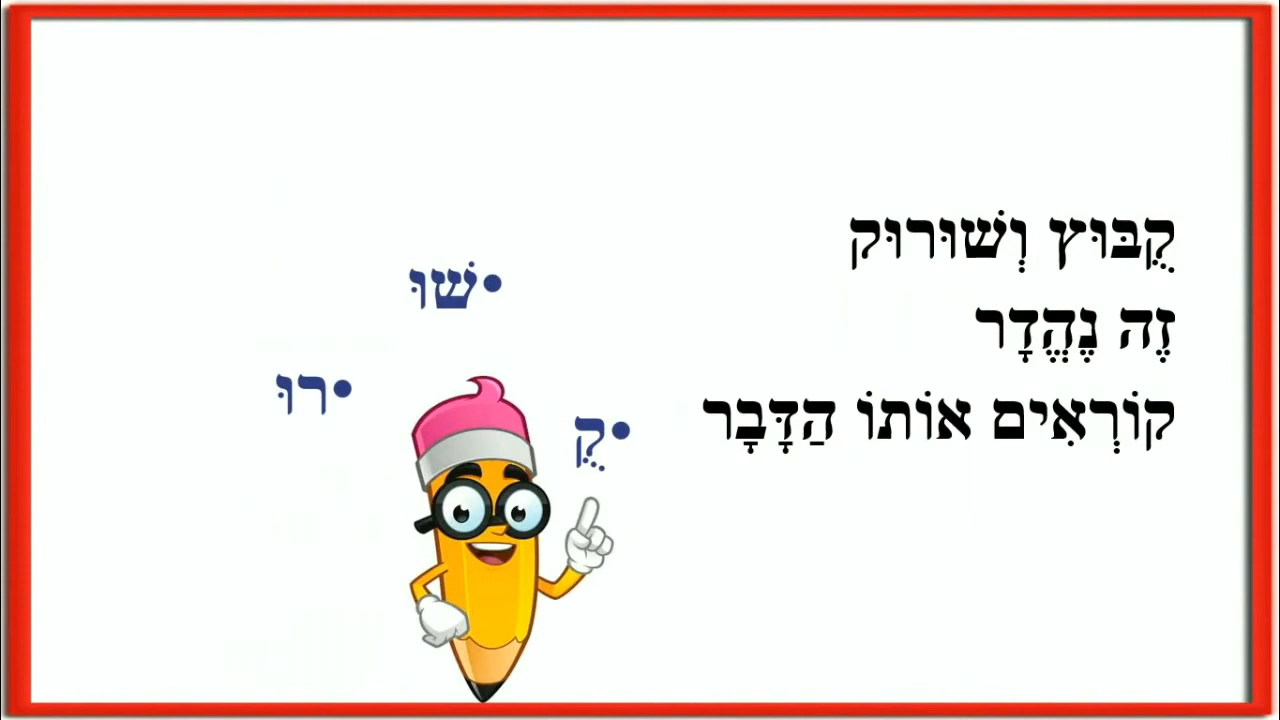 קֻבּוּץ וְשׁוּרוּק
זֶה נֶהֱדָר
קוֹרְאִים אוֹתוֹ הַדָּבָר
•שׁוּ
•רוּ
•קֻ